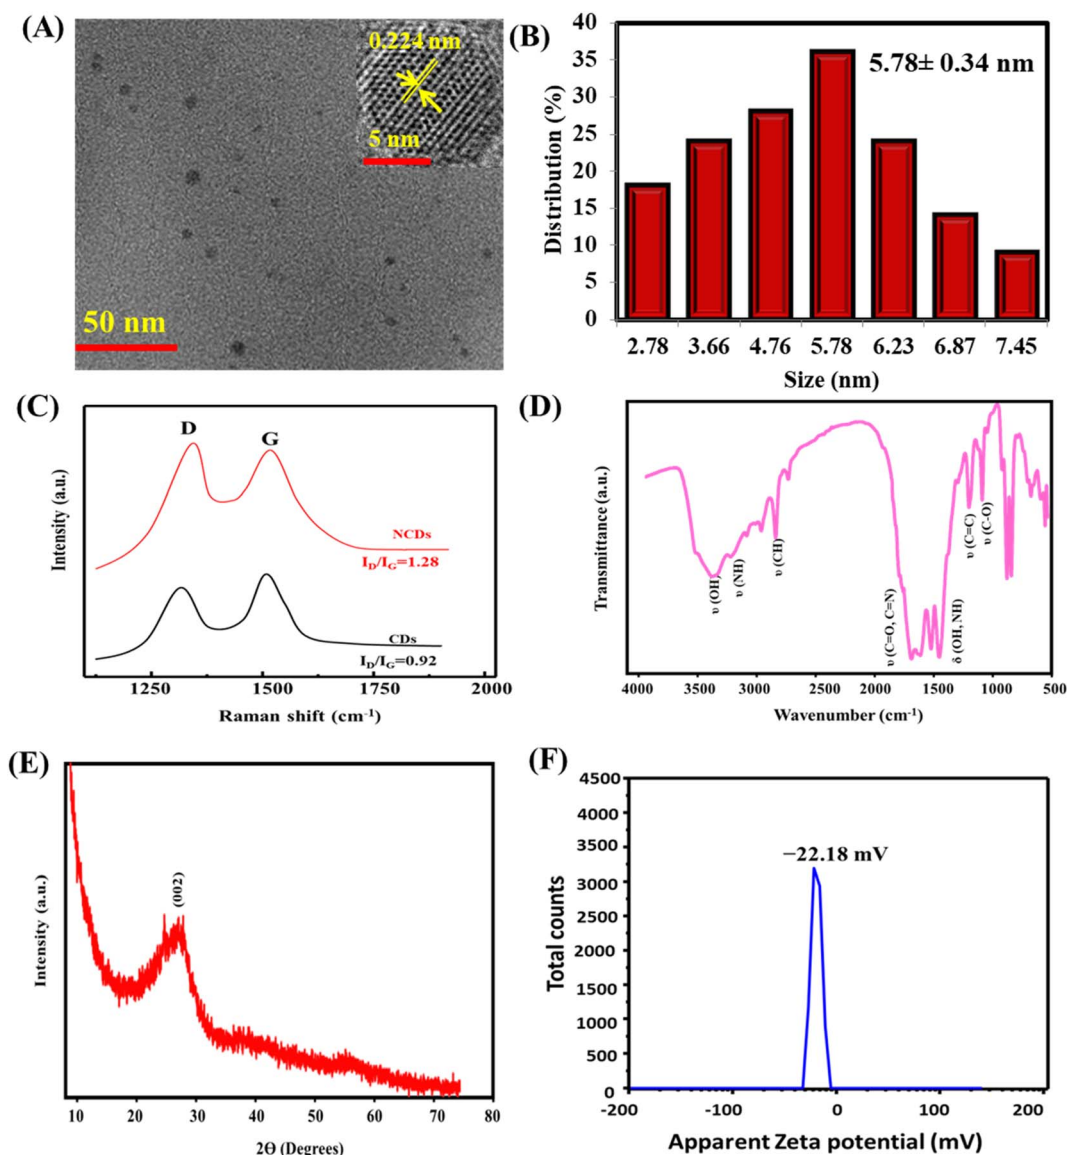 (A)
0.224 nm
5 nm
50 nm
(B)
5.78± 0.34 nm
Distribution (%)
40
35
30
25
20
15
10
5
0
2.78 3.66 4.76 5.78 6.23 6.87 7.45
Size (nm)
(C)
D
G
NCDs
I_D/I_G=1.28
CDs
I_D/I_G=0.92
Intensity (a.u.)
1250 1500 1750 2000
Raman shift (cm⁻¹)
(D)
Transmittance (a.u.)
υ (OH)
υ (NH)
υ (CH)
υ (C=O, C=N)
δ (OH, NH)
υ (C=C)
υ (C-O)
4000 3500 3000 2500 2000 1500 1000 500
Wavenumber (cm⁻¹)
(E)
Intensity (a.u.)
(002)
10 20 30 40 50 60 70 80
2Θ (Degrees)
(F)
−22.18 mV
Total counts
4500
4000
3500
3000
2500
2000
1500
1000
500
0
-200 -100 0 100 200
Apparent Zeta potential (mV)